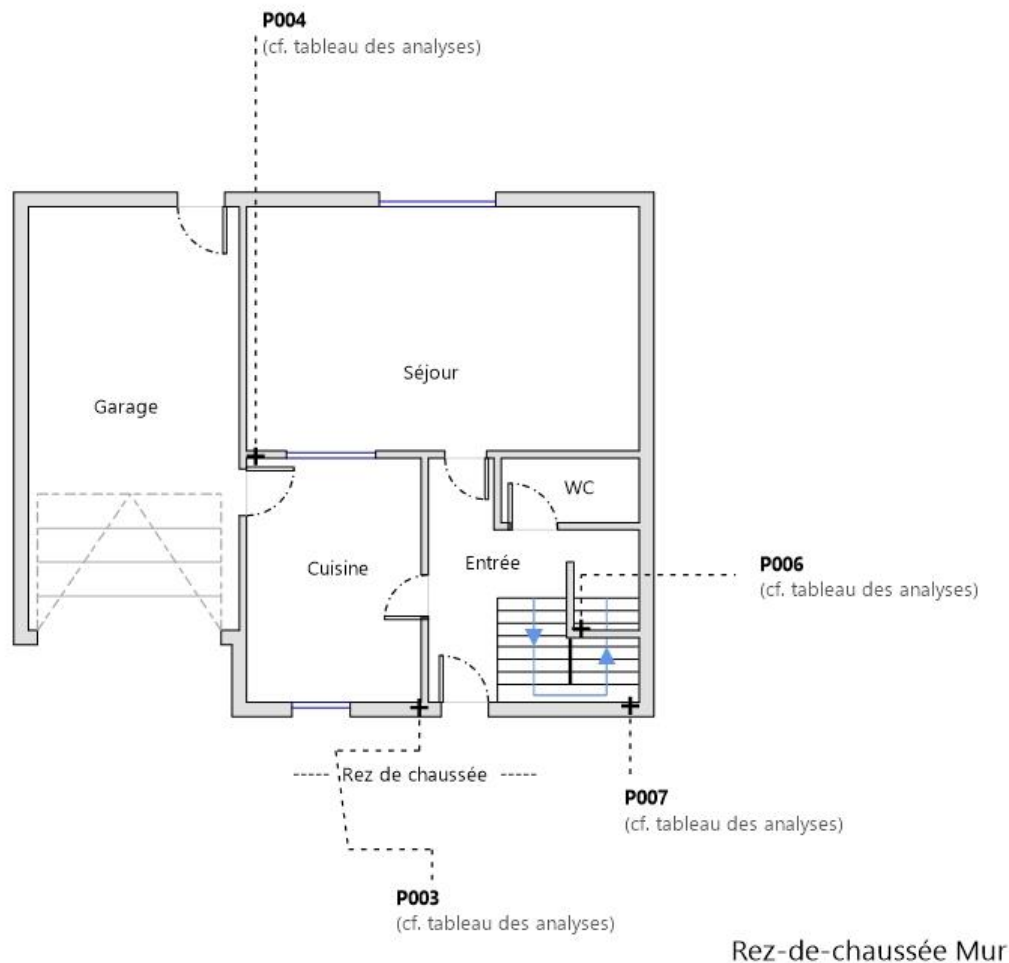 P004
(cf. tableau des analyses)
Séjour
Garage
WC
Cuisine
Entrée
P006
(cf. tableau des analyses)
Rez de chaussée
P007
(cf. tableau des analyses)
P003
(cf. tableau des analyses)
Rez-de-chaussée Mur